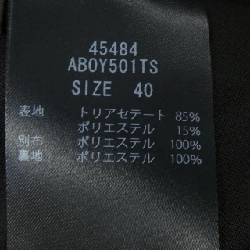 45484
ABOY501TS
SIZE 40
表地 トリアセテート 85%
ポリエステル 15%
別布 ポリエステル 100%
裏地 ポリエステル 100%